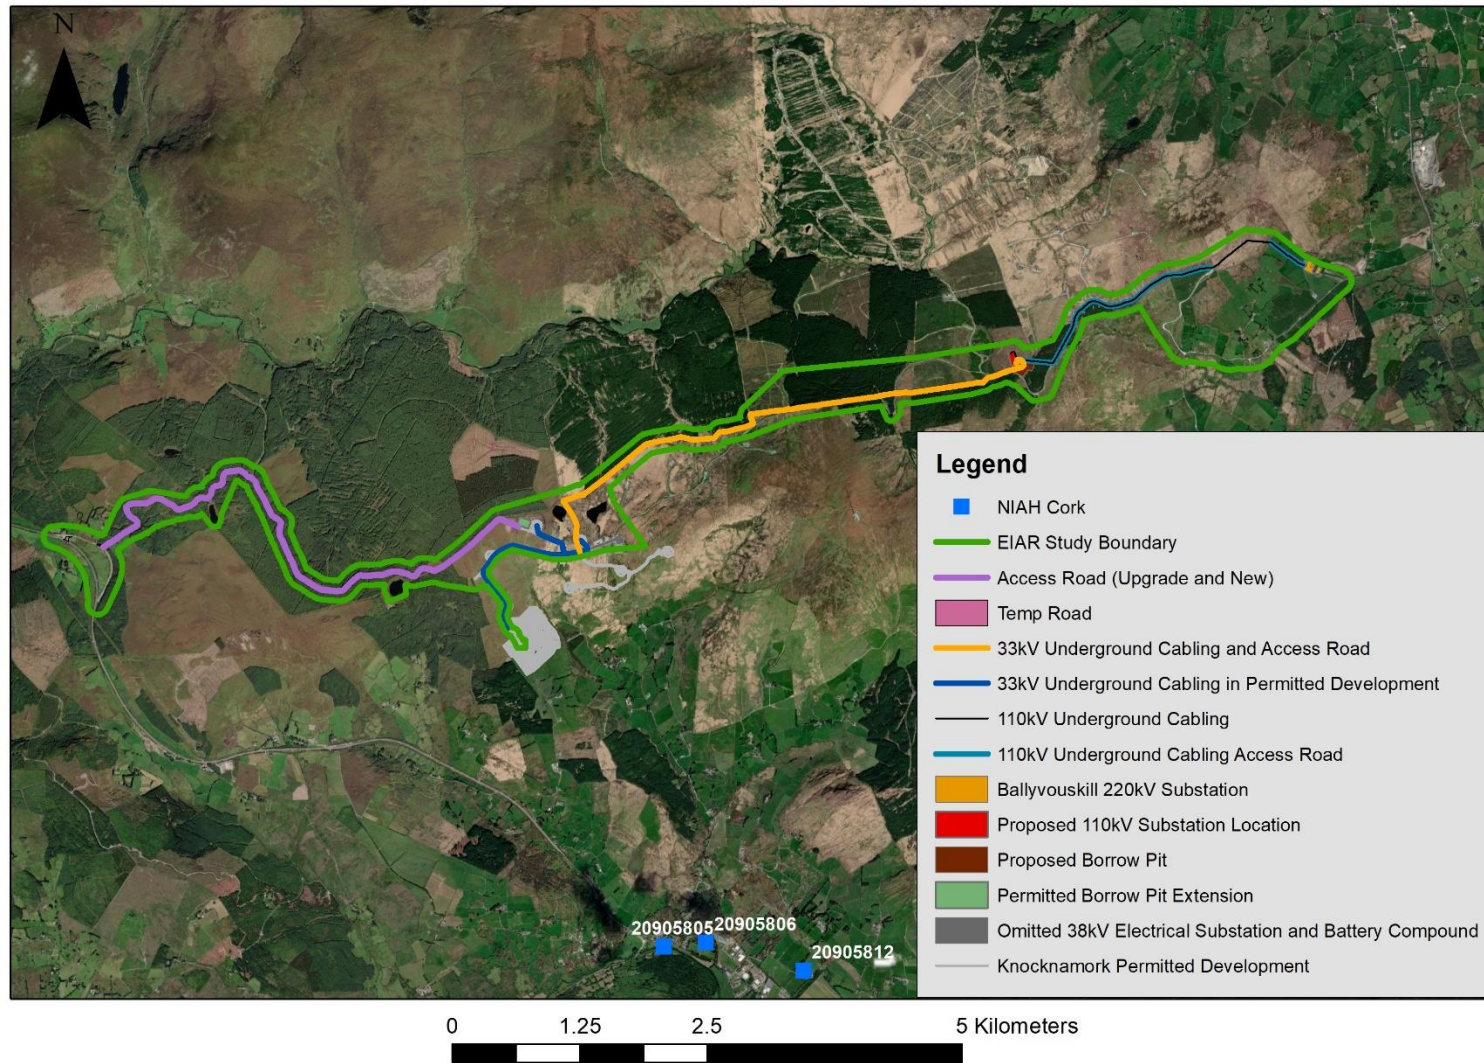 N
Legend
NIAH Cork
EIAR Study Boundary
Access Road (Upgrade and New)
Temp Road
33kV Underground Cabling and Access Road
33kV Underground Cabling in Permitted Development
110kV Underground Cabling
110kV Underground Cabling Access Road
Ballyvouskill 220kV Substation
Proposed 110kV Substation Location
Proposed Borrow Pit
Permitted Borrow Pit Extension
Omitted 38kV Electrical Substation and Battery Compound
Knocknamork Permitted Development
20905805 20905806
20905812
0 1.25 2.5 5 Kilometers